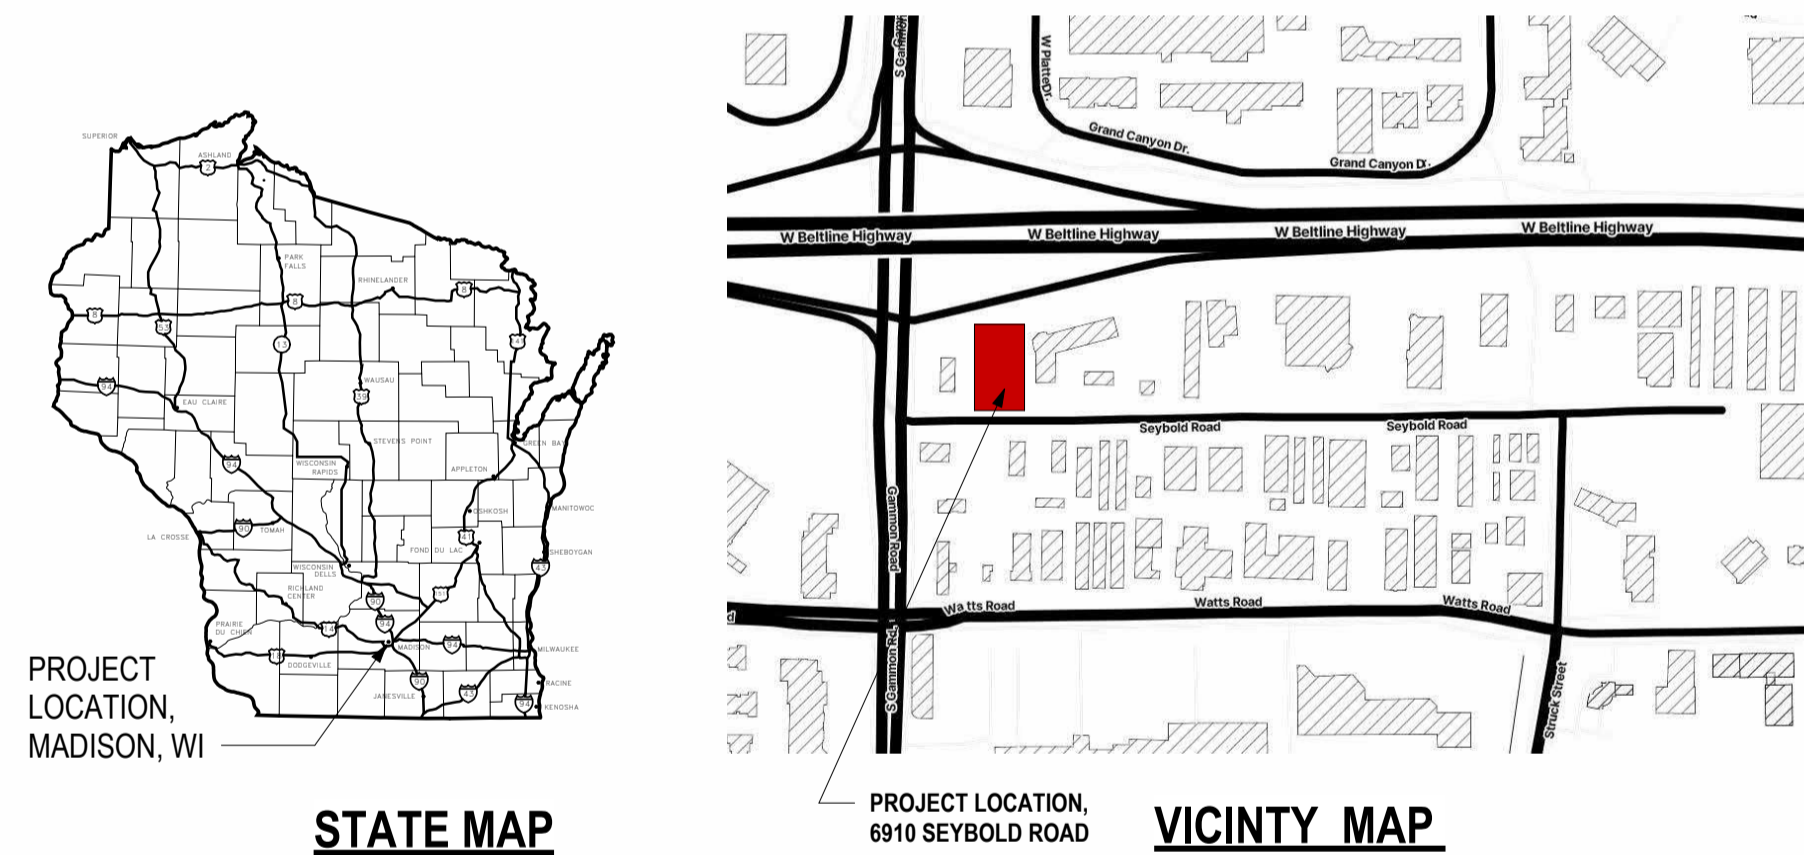 SUPERIOR
ASHLAND
2
PARK
FALLS
RHINELANDER
8
8
8
53
13
WAUSAU
39
94
EAU CLAIRE
STEVENS POINT
GREEN BAY
94
WISCONSIN
RAPIDS
APPLETON
OSHKOSH
MANITOWOC
LA CROSSE
90
TOMAH
41
FOND DU LAC
SHEBOYGAN
43
WISCONSIN
DELLS
RICHLAND
CENTER
90
151
94
PRAIRIE
DU CHIEN
14
MADISON
94
MILWAUKEE
18
DODGEVILLE
90
JANESVILLE
43
RACINE
94
KENOSHA
PROJECT
LOCATION,
MADISON, WI
STATE MAP
S Gammon
W Platte Dr.
Grand Canyon Dr.
Grand Canyon Dr.
W Beltline Highway
W Beltline Highway
W Beltline Highway
W Beltline Highway
Seybold Road
Seybold Road
Gammon Road
Watts Road
Watts Road
Watts Road
S Gammon Rd.
Struck Street
PROJECT LOCATION,
6910 SEYBOLD ROAD
VICINTY MAP